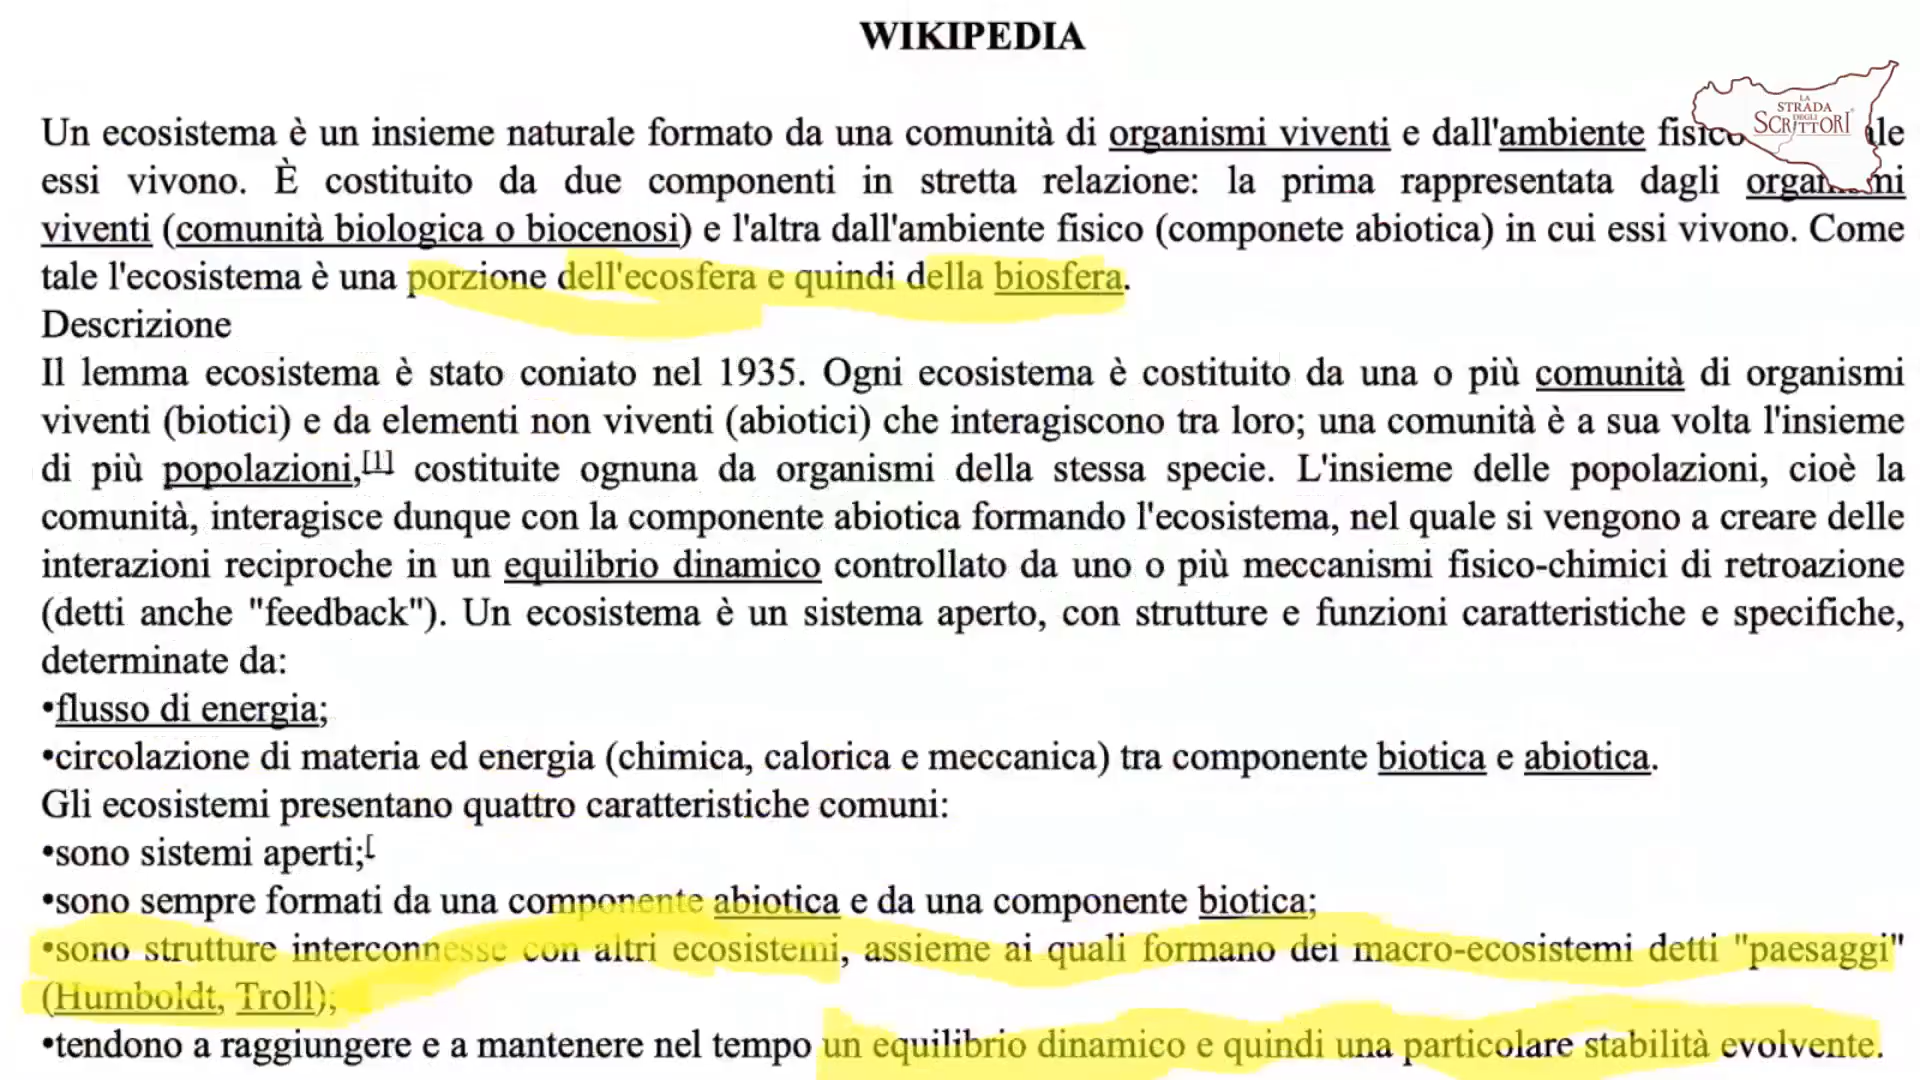 WIKIPEDIA
LA
STRADA
DEGLI
SCRITTORI
Un ecosistema è un insieme naturale formato da una comunità di organismi viventi e dall'ambiente fisico le
essi vivono. È costituito da due componenti in stretta relazione: la prima rappresentata dagli organismi
viventi (comunità biologica o biocenosi) e l'altra dall'ambiente fisico (componete abiotica) in cui essi vivono. Come
tale l'ecosistema è una porzione dell'ecosfera e quindi della biosfera.
Descrizione
Il lemma ecosistema è stato coniato nel 1935. Ogni ecosistema è costituito da una o più comunità di organismi
viventi (biotici) e da elementi non viventi (abiotici) che interagiscono tra loro; una comunità è a sua volta l'insieme
di più popolazioni,[1] costituite ognuna da organismi della stessa specie. L'insieme delle popolazioni, cioè la
comunità, interagisce dunque con la componente abiotica formando l'ecosistema, nel quale si vengono a creare delle
interazioni reciproche in un equilibrio dinamico controllato da uno o più meccanismi fisico-chimici di retroazione
(detti anche "feedback"). Un ecosistema è un sistema aperto, con strutture e funzioni caratteristiche e specifiche,
determinate da:
•flusso di energia;
•circolazione di materia ed energia (chimica, calorica e meccanica) tra componente biotica e abiotica.
Gli ecosistemi presentano quattro caratteristiche comuni:
•sono sistemi aperti;[
•sono sempre formati da una componente abiotica e da una componente biotica;
•sono strutture interconnesse con altri ecosistemi, assieme ai quali formano dei macro-ecosistemi detti "paesaggi"
(Humboldt, Troll);
•tendono a raggiungere e a mantenere nel tempo un equilibrio dinamico e quindi una particolare stabilità evolvente.